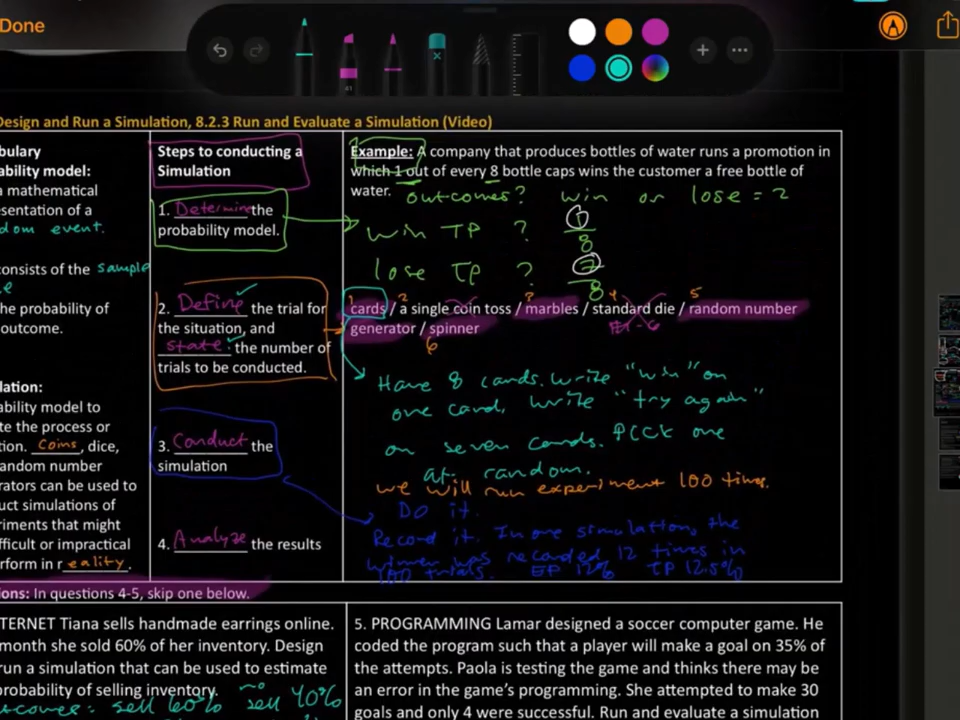 Done
Design and Run a Simulation, 8.2.3 Run and Evaluate a Simulation (Video)
bulary
ability model:
a mathematical
esentation of a
dom event.
consists of the sample
e
he probability of
outcome.
lation:
ability model to
te the process or
tion. Coins, dice,
andom number
erators can be used to
uct simulations of
riments that might
fficult or impractical
rform in reality.
Steps to conducting a
Simulation
1. Determine the
probability model.
2. Define the trial for
the situation, and
state the number of
trials to be conducted.
3. Conduct the
simulation
4. Analyze the results
Example: A company that produces bottles of water runs a promotion in
which 1 out of every 8 bottle caps wins the customer a free bottle of
water.
outcomes? win or lose = 2
win TP ? 1/8
lose TP ? 7/8
1 2 3 4 5
cards / a single coin toss / marbles / standard die / random number
generator / spinner
6
Have 8 cards. Write "win" on
one card, write "try again"
on seven cards. Pick one
at random.
we will run experiment 100 times.
Do it.
Record it. In one simulation, the
winner was recorded 12 times in
100 trials. EP 12% TP 12.5%
ions: In questions 4-5, skip one below.
TERNET Tiana sells handmade earrings online.
month she sold 60% of her inventory. Design
run a simulation that can be used to estimate
probability of selling inventory.
outcomes: sell 60% no sell 40%
5. PROGRAMMING Lamar designed a soccer computer game. He
coded the program such that a player will make a goal on 35% of
the attempts. Paola is testing the game and thinks there may be
an error in the game's programming. She attempted to make 30
goals and only 4 were successful. Run and evaluate a simulation